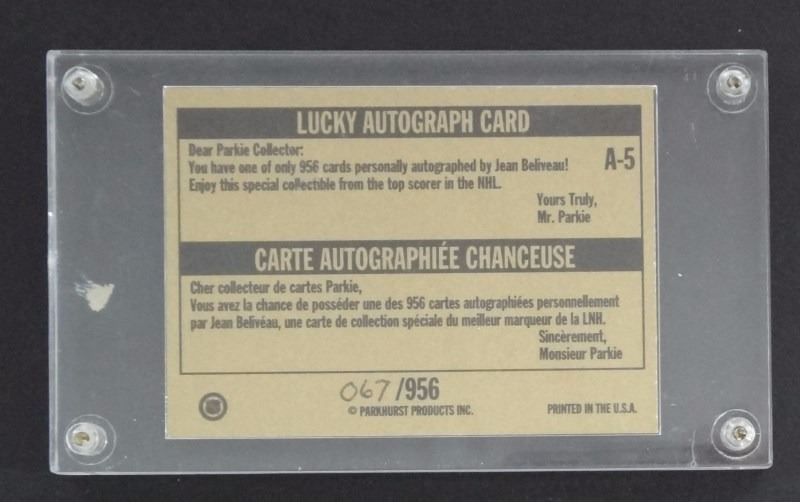 LUCKY AUTOGRAPH CARD
Dear Parkie Collector:
You have one of only 956 cards personally autographed by Jean Beliveau!
A-5
Enjoy this special collectible from the top scorer in the NHL.
Yours Truly,
Mr. Parkie
CARTE AUTOGRAPHIÉE CHANCEUSE
Cher collecteur de cartes Parkie,
Vous avez la chance de posséder une des 956 cartes autographiées personnellement
par Jean Belivéau, une carte de collection spéciale du meilleur marqueur de la LNH.
Sincèrement,
Monsieur Parkie
067/956
© PARKHURST PRODUCTS INC.
PRINTED IN THE U.S.A.